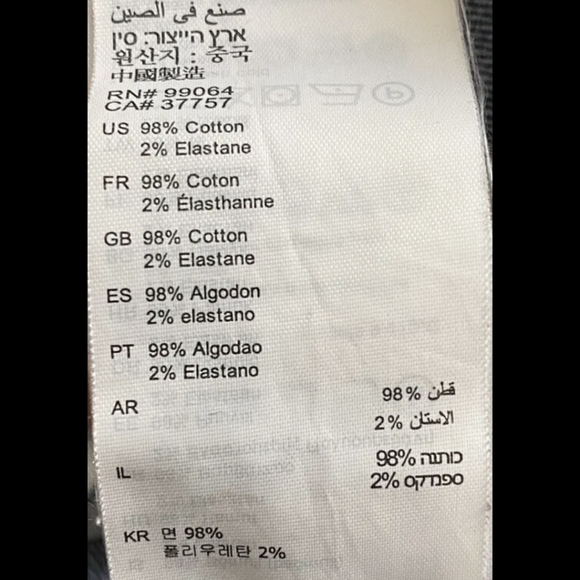 صنع في الصين
ארץ הייצור: סין
원산지 : 중국
中國製造
RN# 99064
CA# 37757
US 98% Cotton
2% Elastane
FR 98% Coton
2% Élasthanne
GB 98% Cotton
2% Elastane
ES 98% Algodon
2% elastano
PT 98% Algodao
2% Elastano
AR 98% قطن
2% الاستان
IL 98% כותנה
2% ספנדקס
KR 면 98%
폴리우레탄 2%